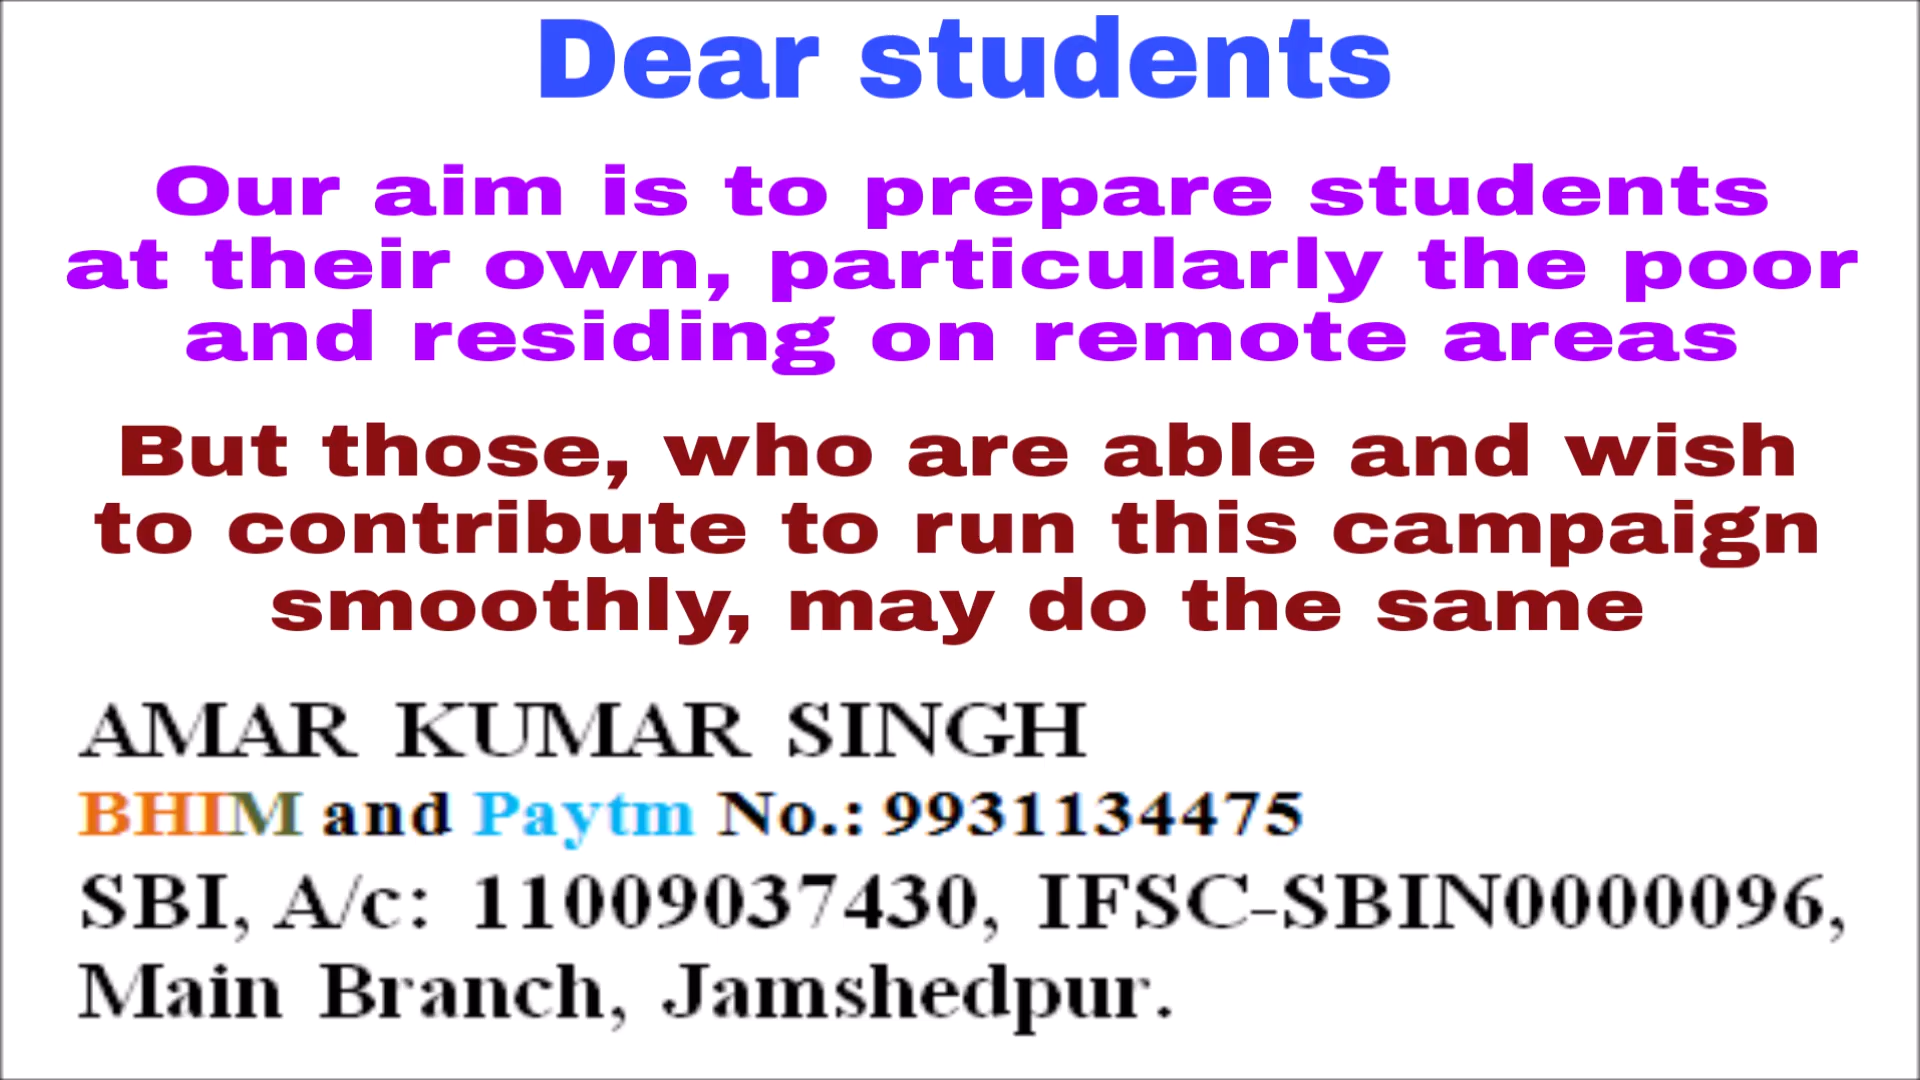 Dear students
Our aim is to prepare students
at their own, particularly the poor
and residing on remote areas
But those, who are able and wish
to contribute to run this campaign
smoothly, may do the same
AMAR KUMAR SINGH
BHIM and Paytm No.: 9931134475
SBI, A/c: 11009037430, IFSC-SBIN0000096,
Main Branch, Jamshedpur.